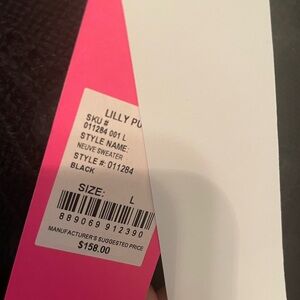 LILLY PU
SKU #
011284 001 L
STYLE NAME:
NEUVE SWEATER
STYLE #: 011284
BLACK
SIZE: L
889069 912390
MANUFACTURER'S SUGGESTED PRICE
$158.00